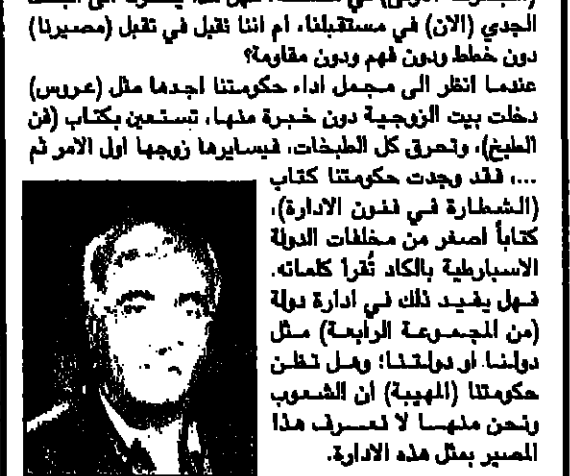 الجدي (الان) في مستقبلنا، ام اننا نقبل في تقبل (مصيرنا)
دون خطط ودون فهم ودون مقاومة؟
عندما انظر الى مجمل اداء حكومتنا اجدها مثل (عروس)
دخلت بيت الزوجية دون خبرة منها، تستعين بكتاب (فن
الطبخ)، وتحرق كل الطبخات، فيسايرها زوجها اول الامر ثم
...، فقد وجدت حكومتنا كتاب
(الشطارة في فنون الادارة)،
كتاباً اصفر من مخلفات الدولة
الاسبارطية بالكاد تُقرأ كلماته.
فهل يفيد ذلك في ادارة دولة
(من المجموعة الرابعة) مثل
دولنا او دولتنا؛ وهل تظن
حكومتنا (المهيبة) ان الشعوب
ونحن منهما لا نعرف هذا
المصير بمثل هذه الادارة.